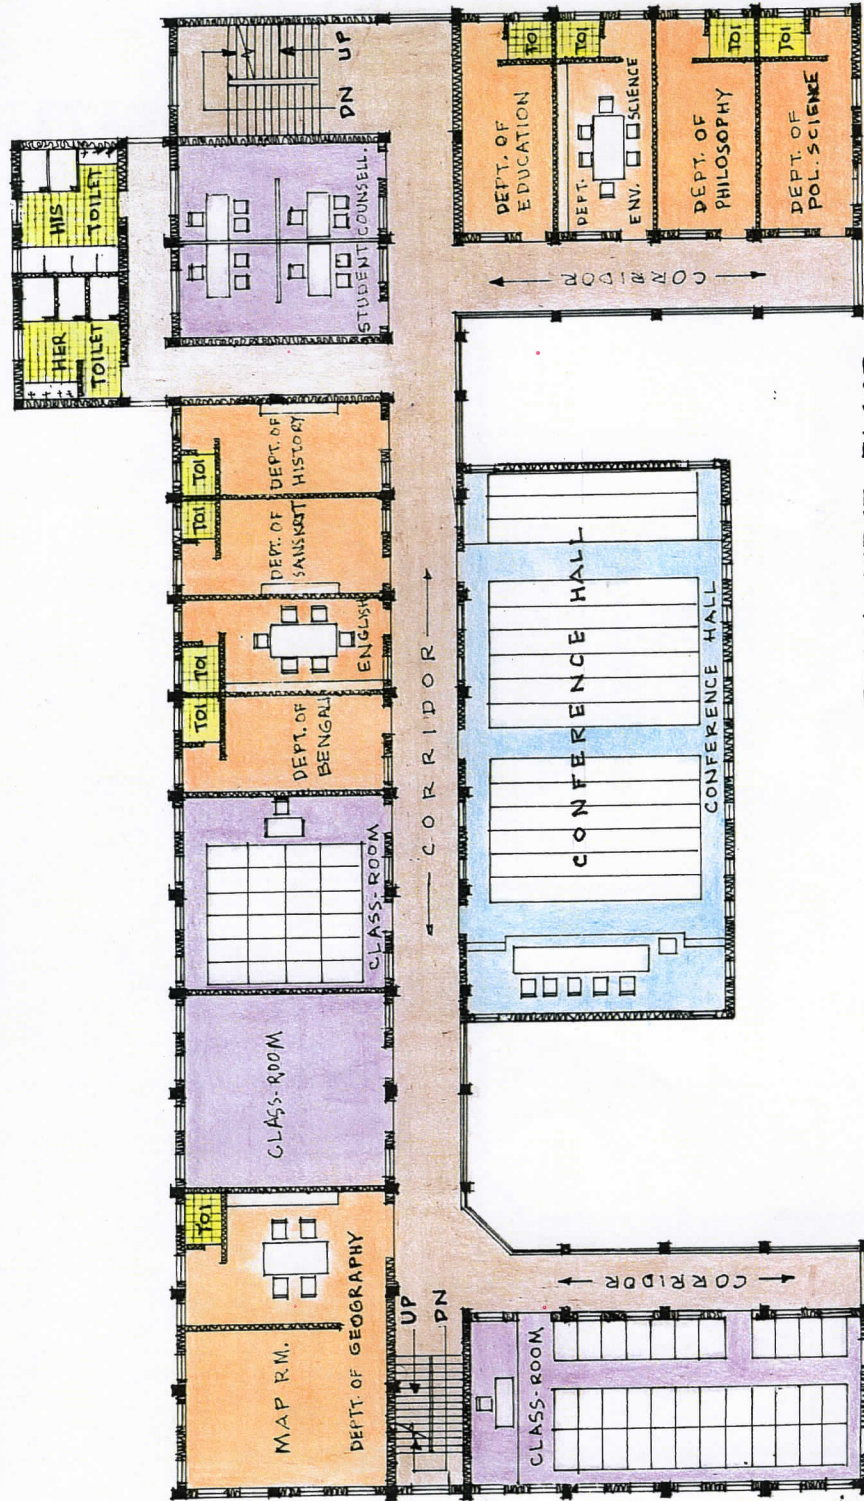 HER
TOILET
HIS
TOILET
MAP RM.
DEPTT. OF GEOGRAPHY
TOI
CLASS-ROOM
CLASS-ROOM
TOI
DEPT. OF
BENGALI
TOI
ENGLISH
TOI
DEPT. OF
SANSKRIT
TOI
DEPT. OF
HISTORY
STUDENT COUNSELL.
DN
UP
UP
DN
CORRIDOR
CLASS-ROOM
CORRIDOR
CONFERENCE HALL
CONFERENCE HALL
CORRIDOR
DEPT. OF
EDUCATION
TOI
DEPT.
ENV. SCIENCE
TOI
DEPT. OF
PHILOSOPHY
TOI
DEPT. OF
POL. SCIENCE
TOI